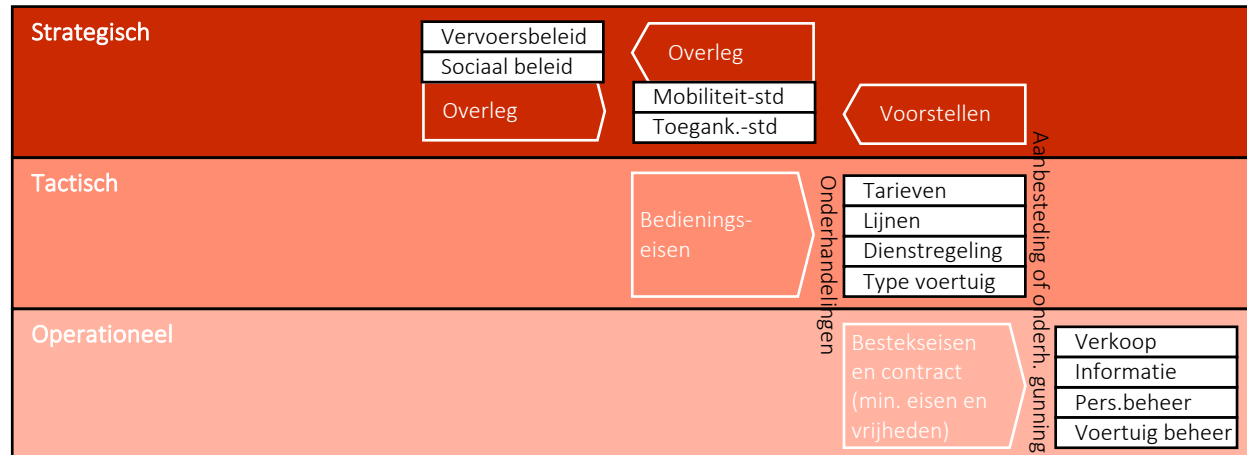 Strategisch
Vervoersbeleid
Sociaal beleid
Overleg
Overleg
Mobiliteit-std
Toegank.-std
Voorstellen
Tactisch
Bedienings-
eisen
Onderhandelingen
Tarieven
Lijnen
Dienstregeling
Type voertuig
Aanbesteding of onderh. gunning
Operationeel
Bestekseisen
en contract
(min. eisen en
vrijheden)
Verkoop
Informatie
Pers.beheer
Voertuig beheer